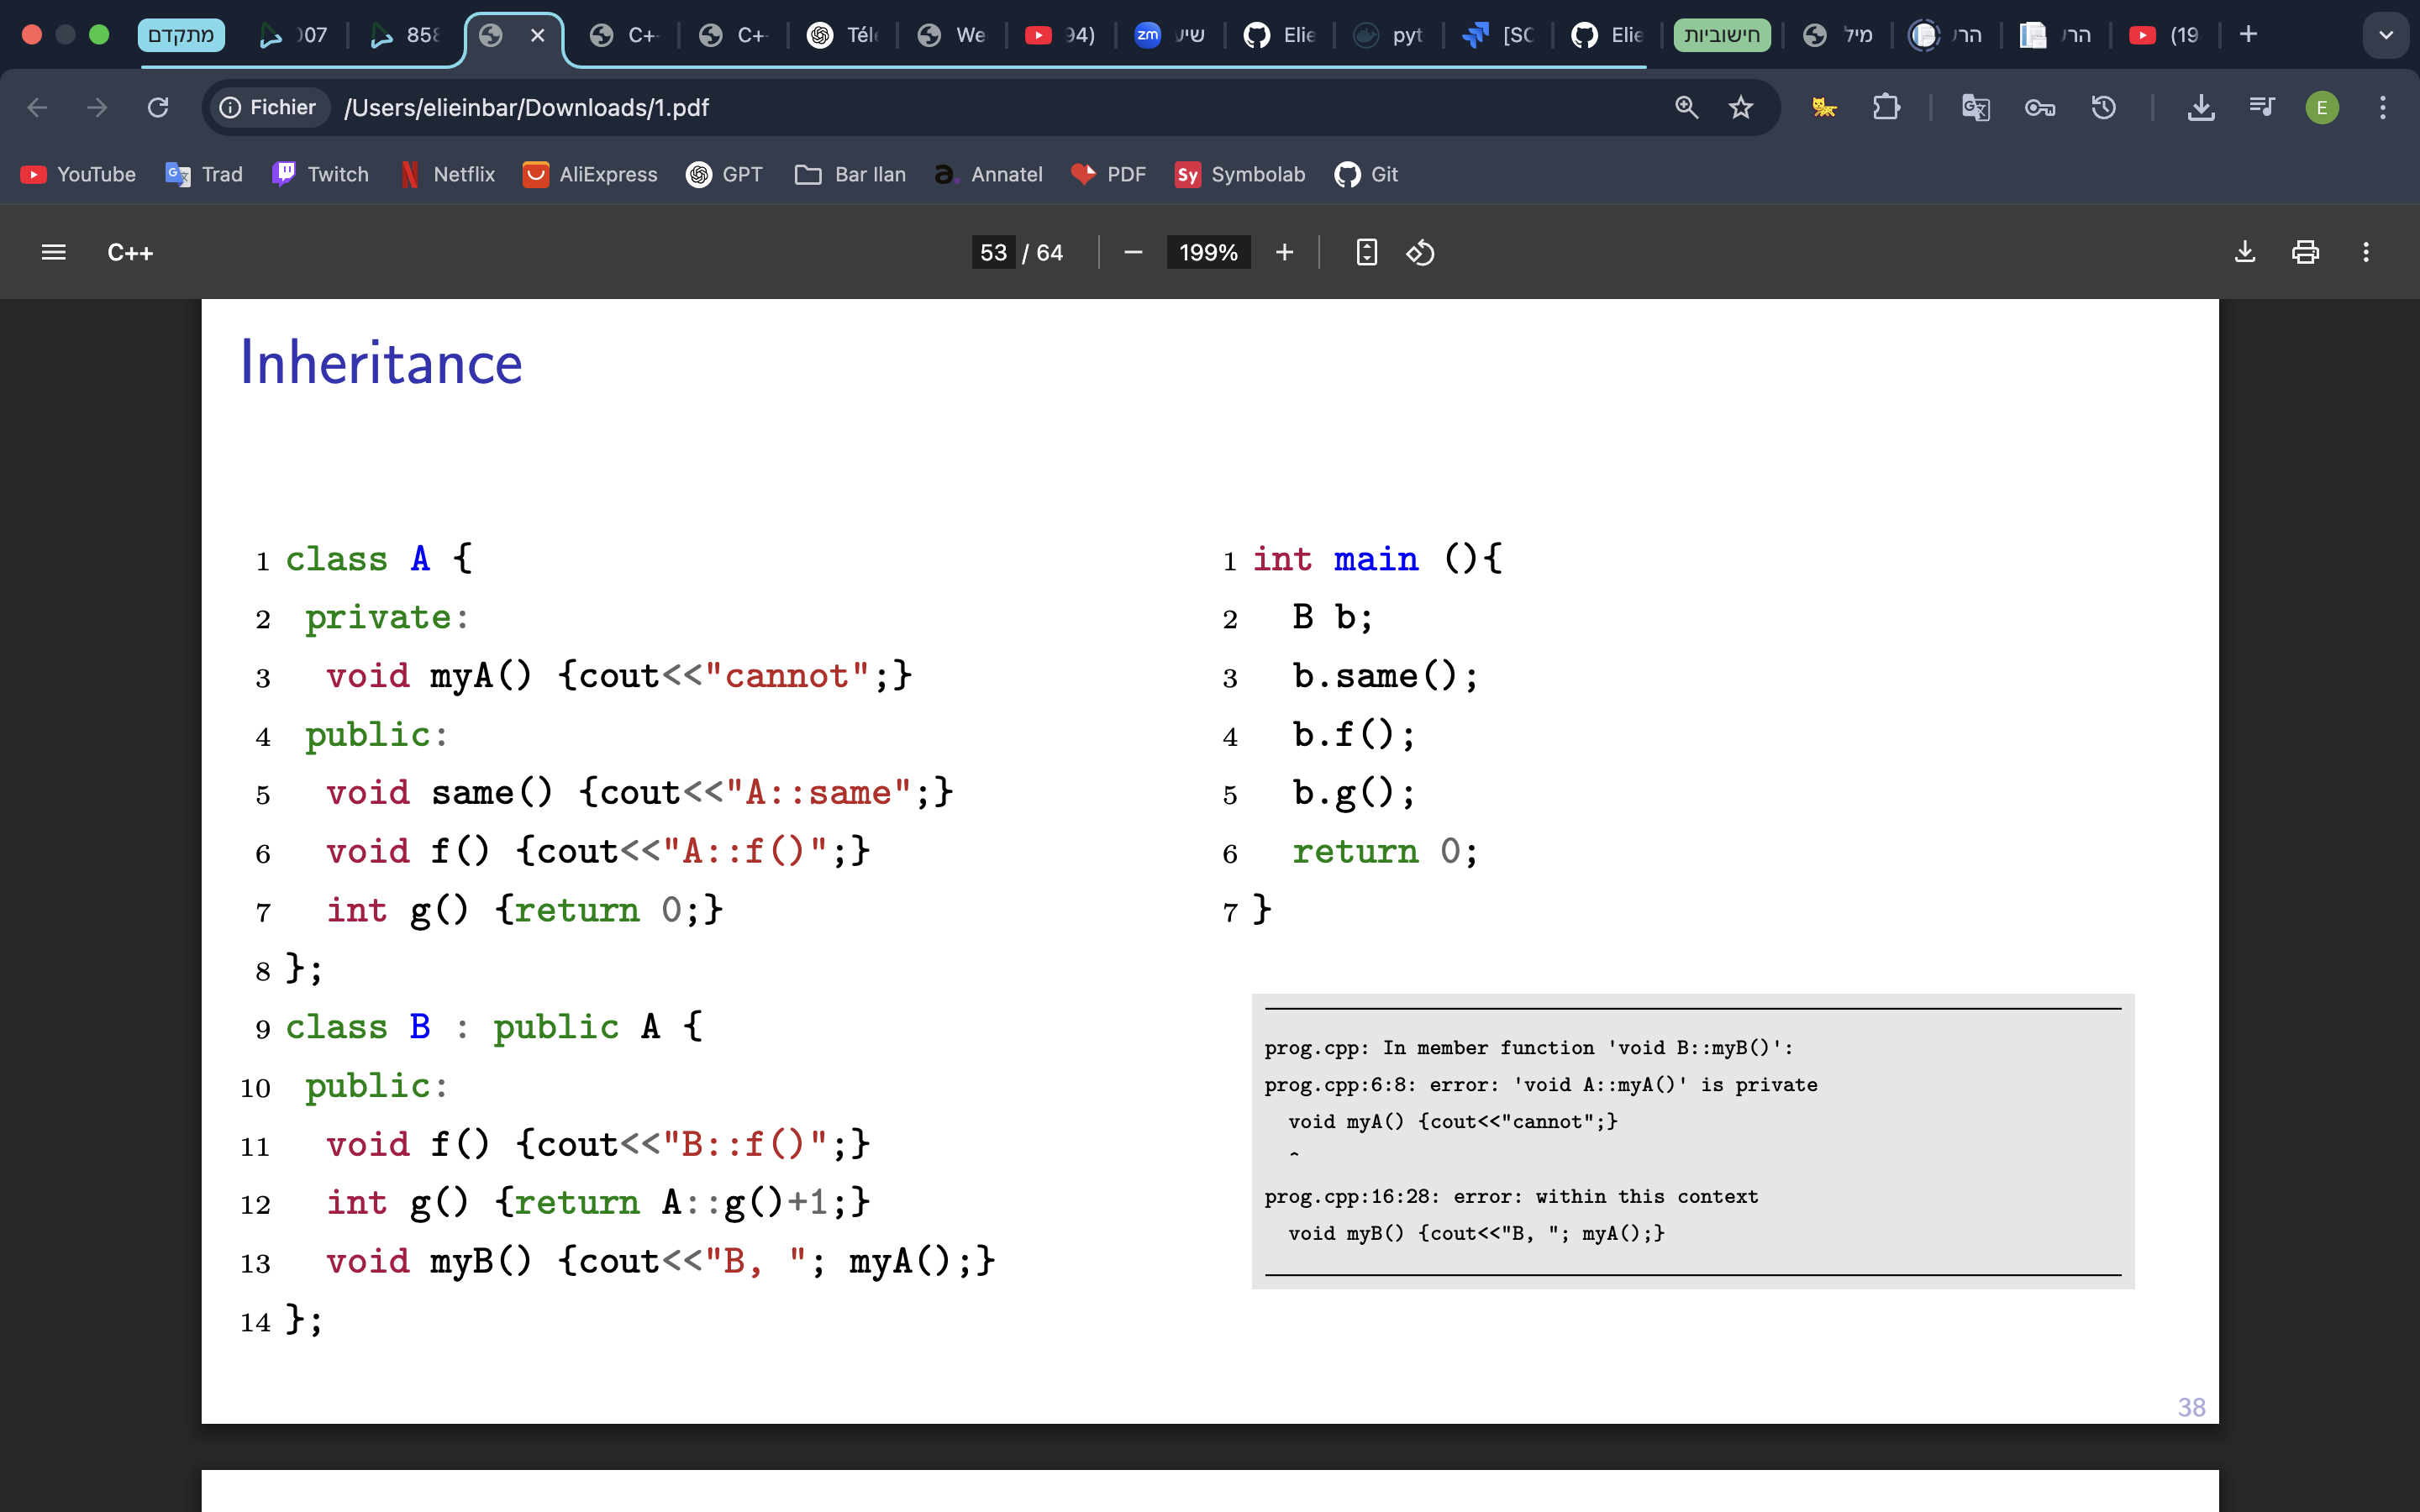 מתקדם
007
858
C+
C+
Télé
We
94)
zm
שיע
Elie
pyt
[SC
Elie
חישוביות
מיל
הר
הר
(19
Fichier
/Users/elieinbar/Downloads/1.pdf
E
YouTube
Trad
Twitch
Netflix
AliExpress
GPT
Bar Ilan
Annatel
PDF
Sy Symbolab
Git
C++
53 / 64
199%
Inheritance
1 class A {
2 private:
3 void myA() {cout<<"cannot";}
4 public:
5 void same() {cout<<"A::same";}
6 void f() {cout<<"A::f()";}
7 int g() {return 0;}
8 };
9 class B : public A {
10 public:
11 void f() {cout<<"B::f()";}
12 int g() {return A::g()+1;}
13 void myB() {cout<<"B, "; myA();}
14 };
1 int main (){
2 B b;
3 b.same();
4 b.f();
5 b.g();
6 return 0;
7 }
prog.cpp: In member function 'void B::myB()':
prog.cpp:6:8: error: 'void A::myA()' is private
void myA() {cout<<"cannot";}
^
prog.cpp:16:28: error: within this context
void myB() {cout<<"B, "; myA();}
38